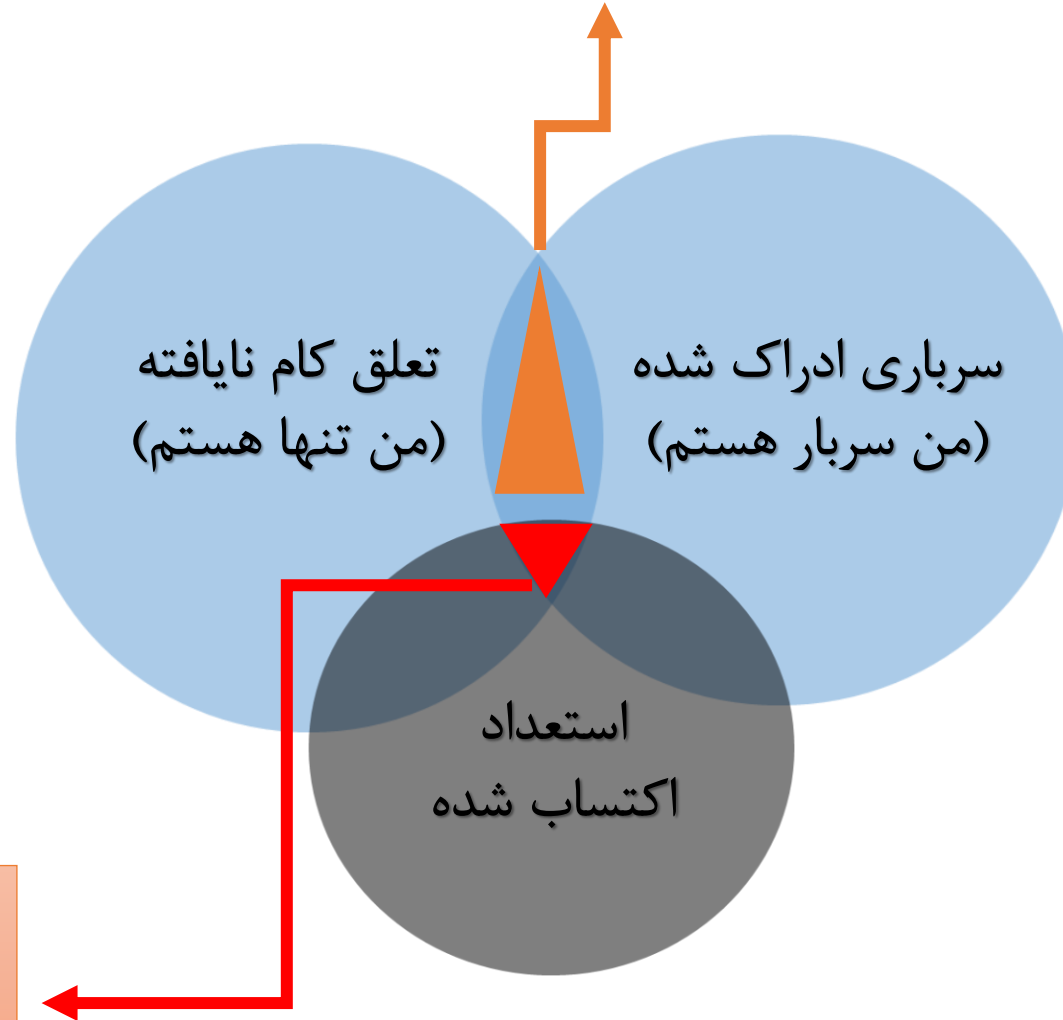 سرباری ادراک شده
(من سربار هستم)
تعلق کام نایافته
(من تنها هستم)
استعداد
اکتساب شده